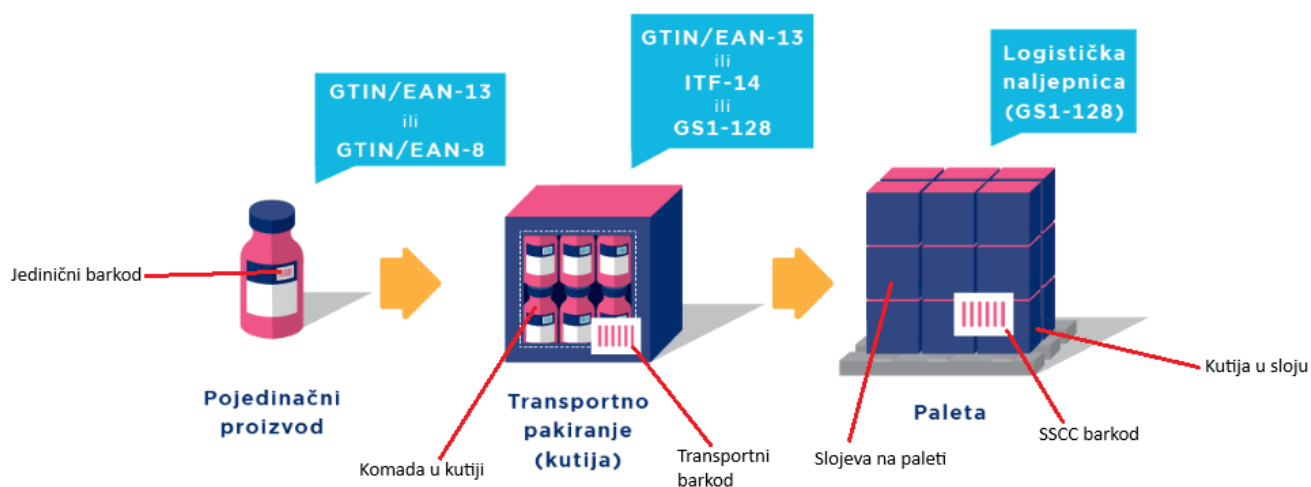 GTIN/EAN-13
ili
GTIN/EAN-8
GTIN/EAN-13
ili
ITF-14
ili
GS1-128
Logistička
naljepnica
(GS1-128)
Jedinični barkod
Pojedinačni
proizvod
Komada u kutiji
Transportno
pakiranje
(kutija)
Transportni
barkod
Slojeva na paleti
Paleta
SSCC barkod
Kutija u sloju